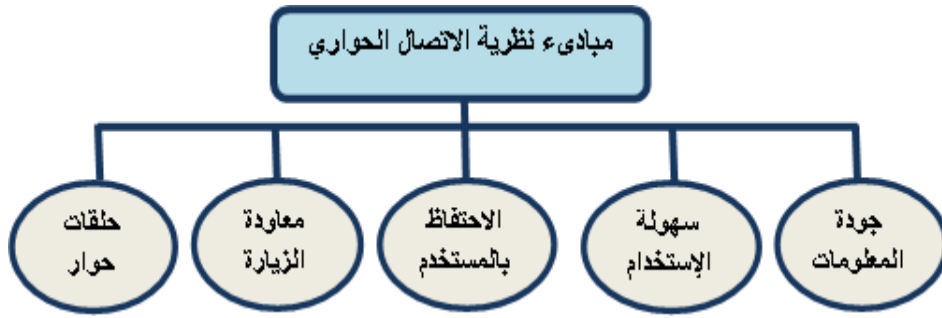 مبادىء نظرية الاتصال الحواري
جودة
المعلومات
سهولة
الإستخدام
الاحتفاظ
بالمستخدم
معاودة
الزيارة
حلقات
حوار